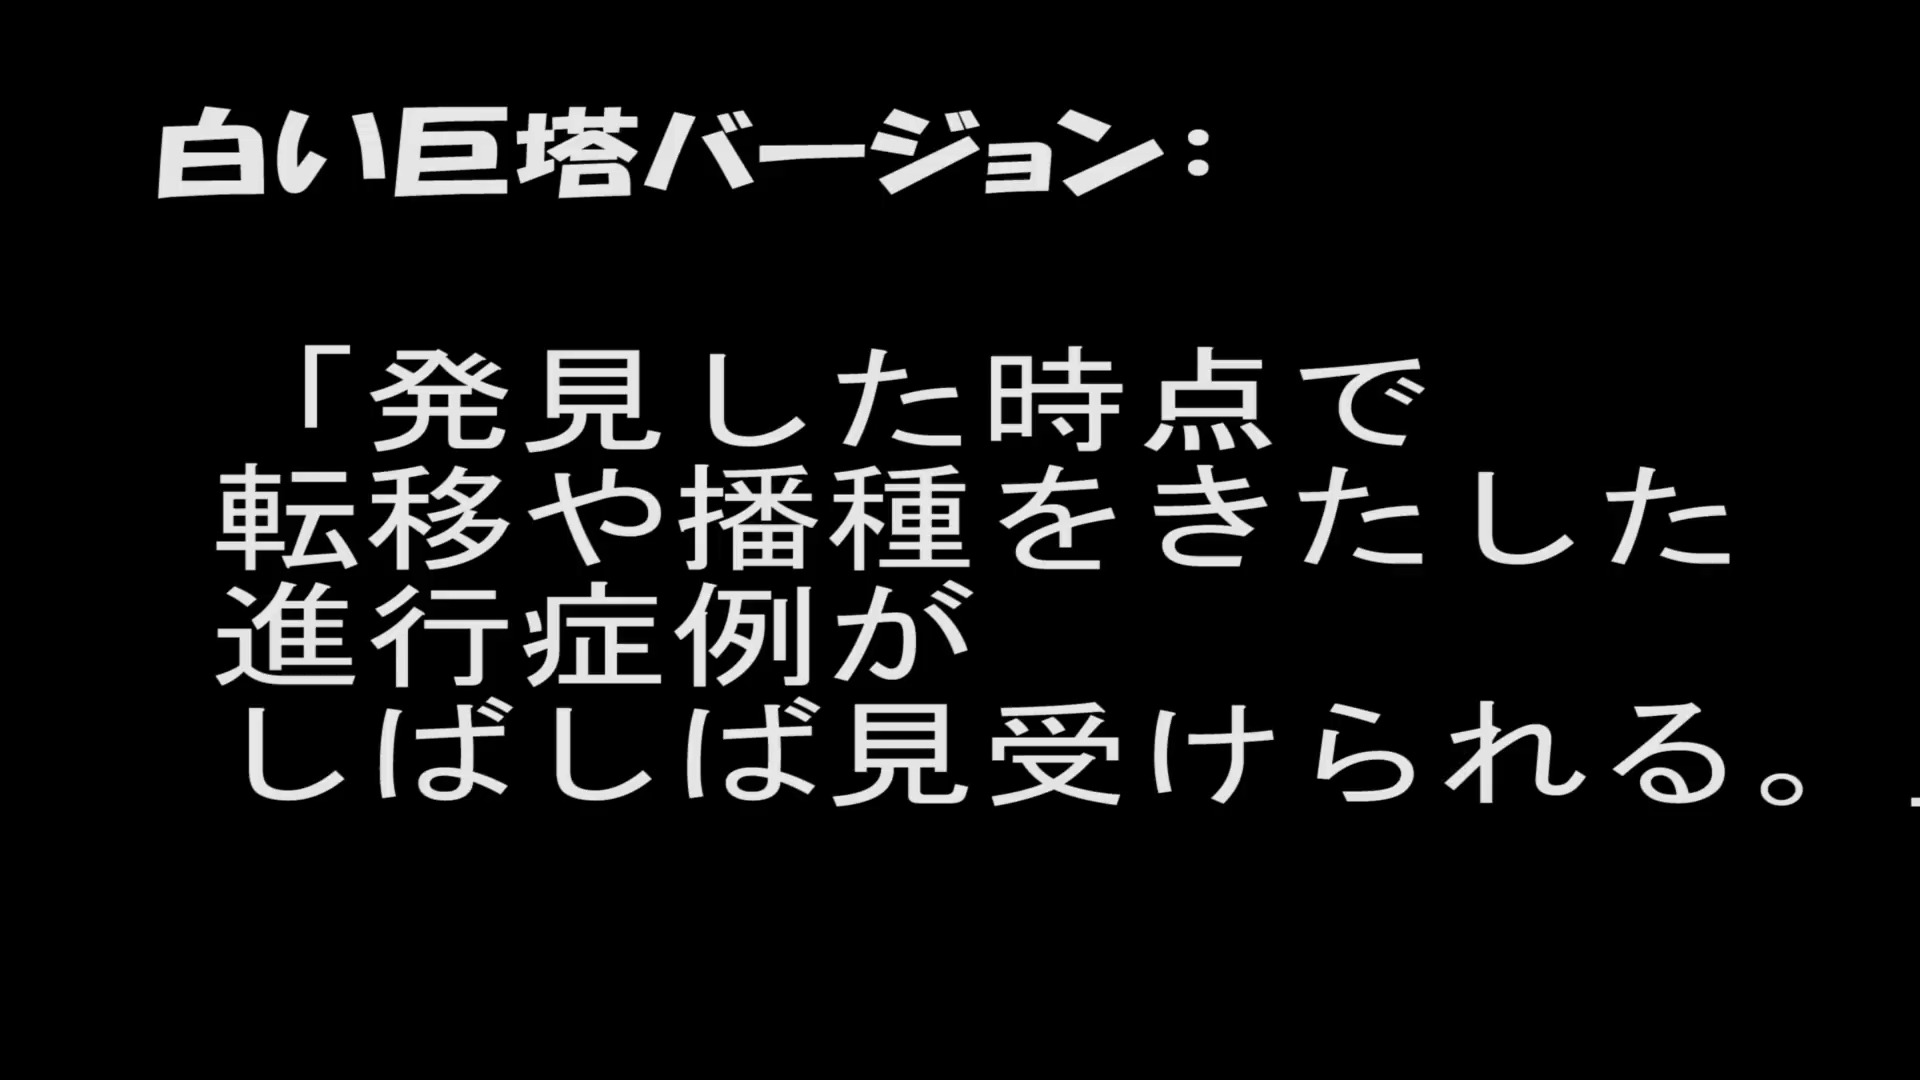 白い巨塔バージョン：
「発見した時点で
転移や播種をきたした
進行症例が
しばしば見受けられる。」